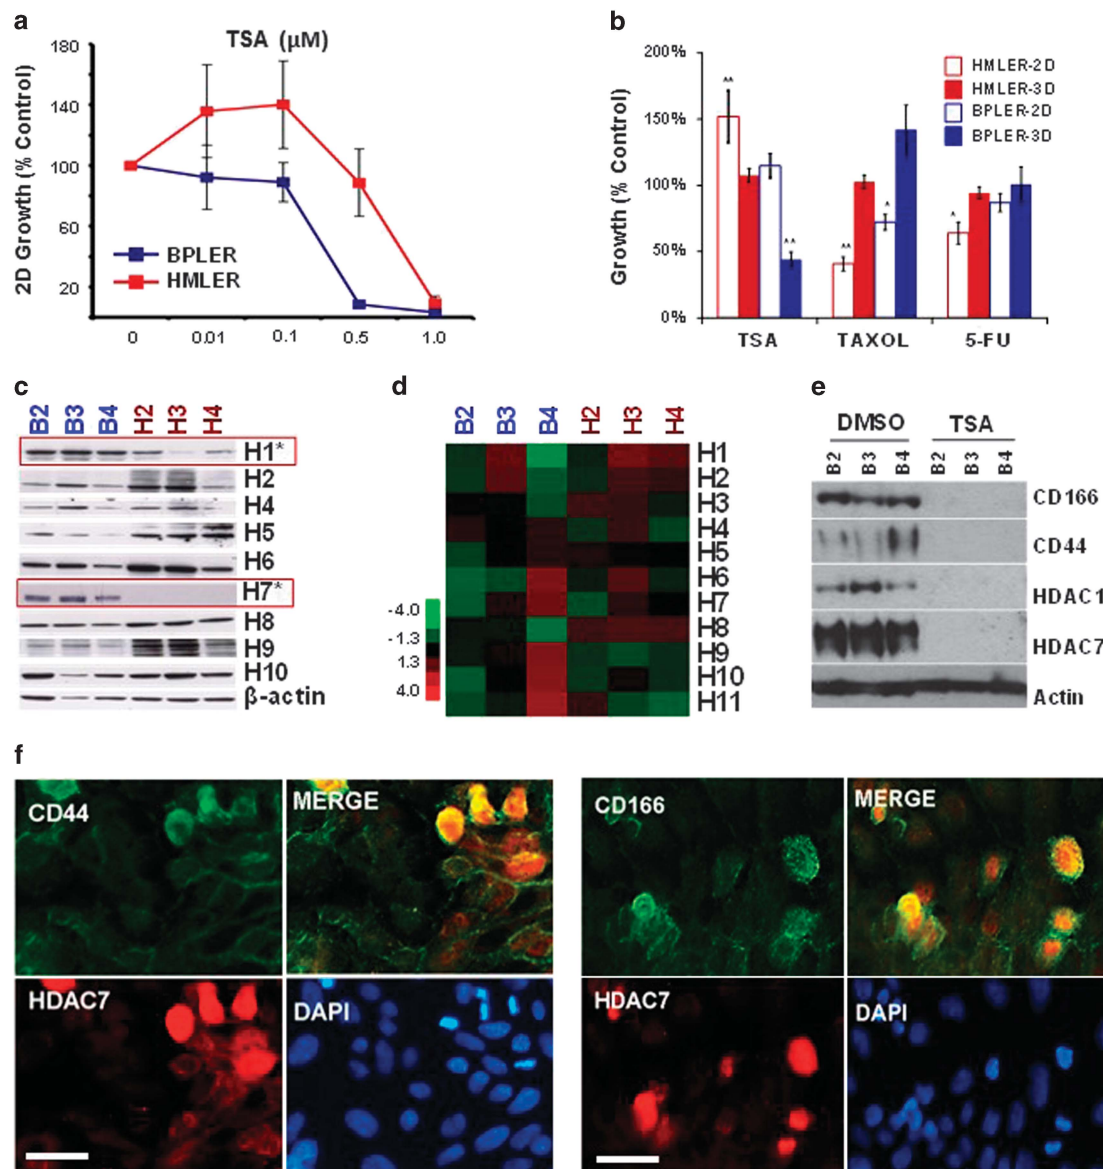 a
TSA (µM)
2D Growth (% Control)
180
140
100
60
20
BPLER
HMLER
0 0.01 0.1 0.5 1.0
b
Growth (% Control)
200%
150%
100%
50%
0%
^^
^^
^^
^
^
HMLER-2D
HMLER-3D
BPLER-2D
BPLER-3D
TSA TAXOL 5-FU
c
B2 B3 B4 H2 H3 H4
H1*
H2
H4
H5
H6
H7*
H8
H9
H10
β-actin
d
B2 B3 B4 H2 H3 H4
H1
H2
H3
H4
H5
H6
H7
H8
H9
H10
H11
-4.0
-1.3
1.3
4.0
e
DMSO TSA
B2 B3 B4 B2 B3 B4
CD166
CD44
HDAC1
HDAC7
Actin
f
CD44 MERGE
HDAC7 DAPI
CD166 MERGE
HDAC7 DAPI